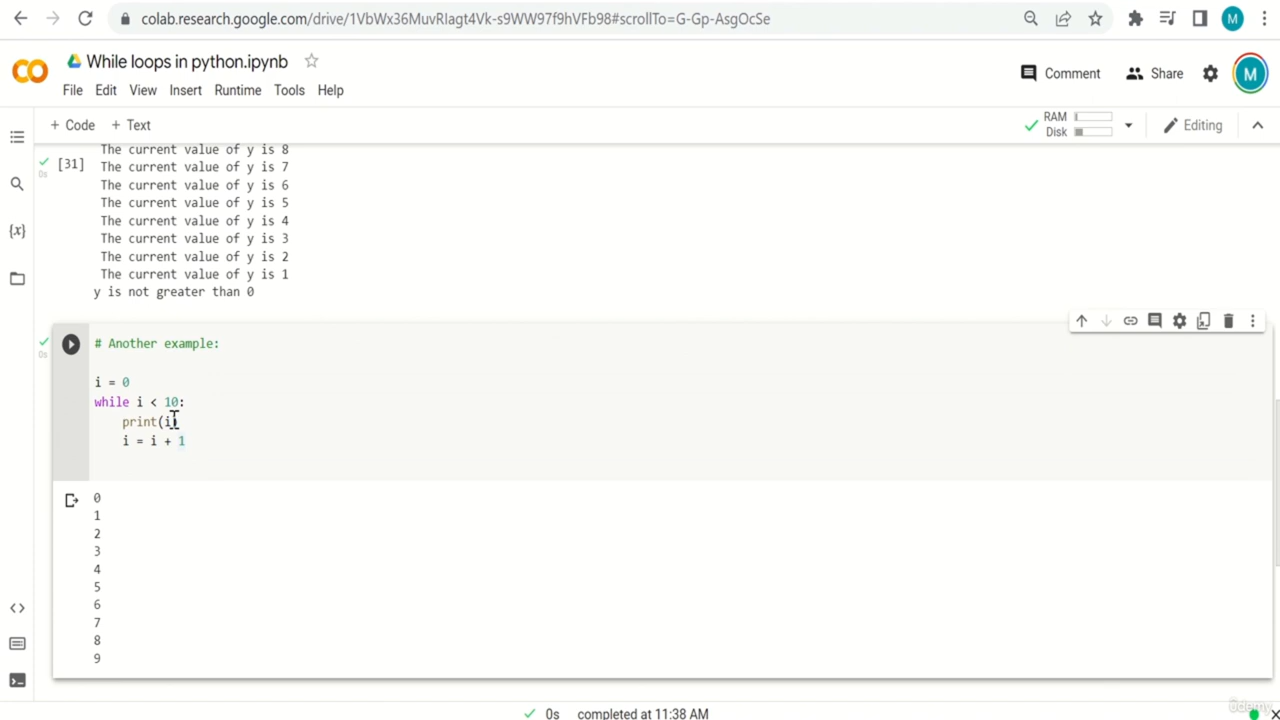 colab.research.google.com/drive/1VbWx36MuvRIagt4Vk-s9WW97f9hVFb98#scrollTo=G-Gp-AsgOcSe
M
While loops in python.ipynb
Comment
Share
M
File Edit View Insert Runtime Tools Help
+ Code + Text
RAM
Disk
Editing
The current value of y is 8
[31] The current value of y is 7
0s
The current value of y is 6
The current value of y is 5
The current value of y is 4
The current value of y is 3
The current value of y is 2
The current value of y is 1
y is not greater than 0
# Another example:
0s
i = 0
while i < 10:
print(i)
i = i + 1
0
1
2
3
4
5
6
7
8
9
0s completed at 11:38 AM
udemy